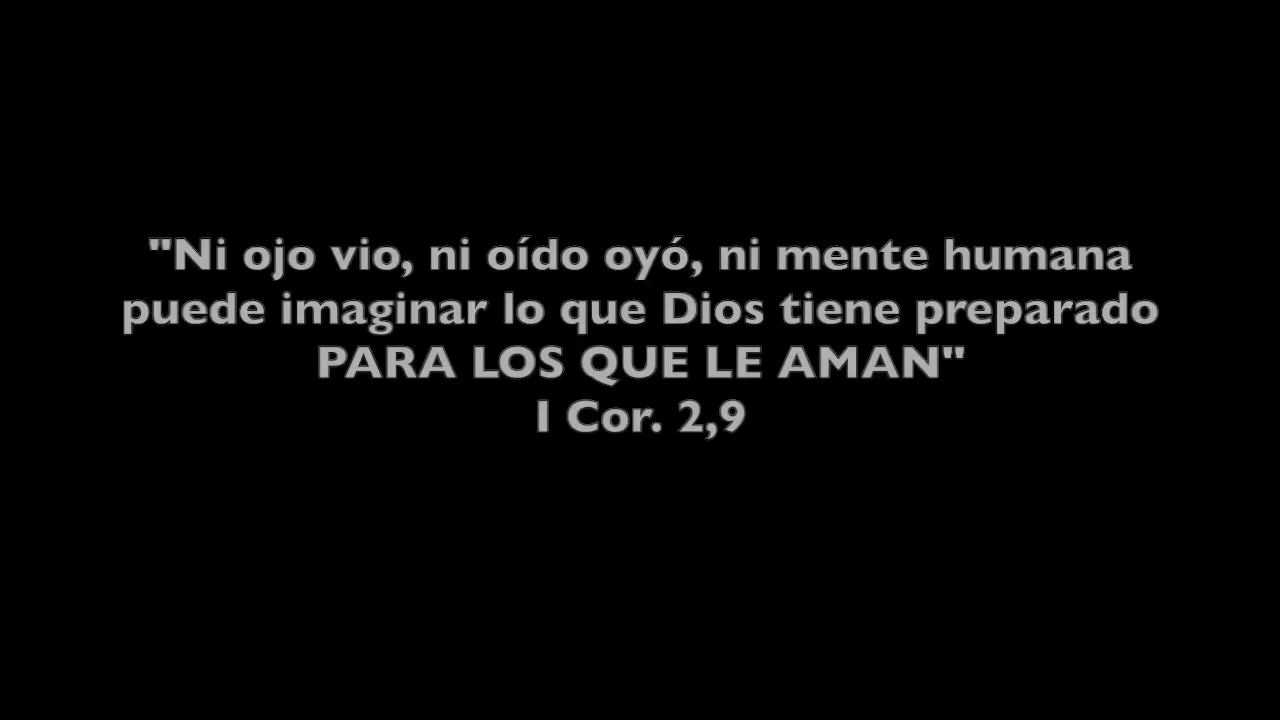 "Ni ojo vio, ni oído oyó, ni mente humana
puede imaginar lo que Dios tiene preparado
PARA LOS QUE LE AMAN"
1 Cor. 2,9